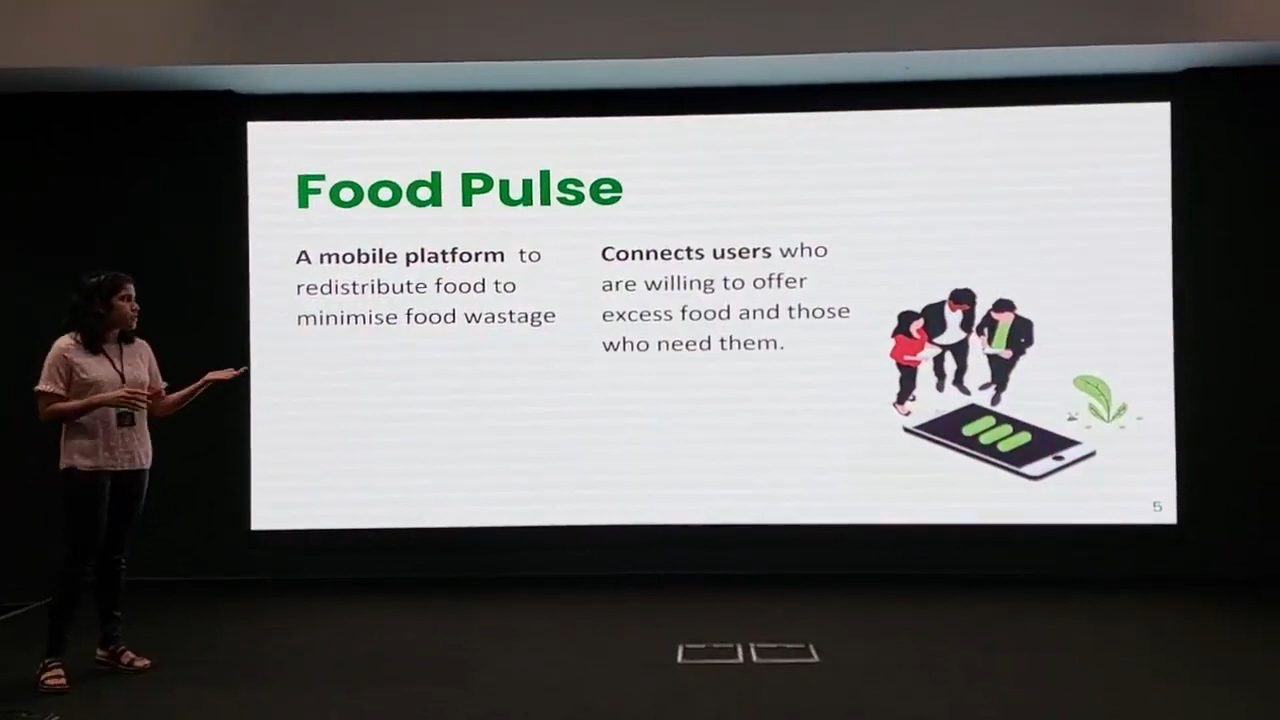 Food Pulse
A mobile platform to
redistribute food to
minimise food wastage
Connects users who
are willing to offer
excess food and those
who need them.
5